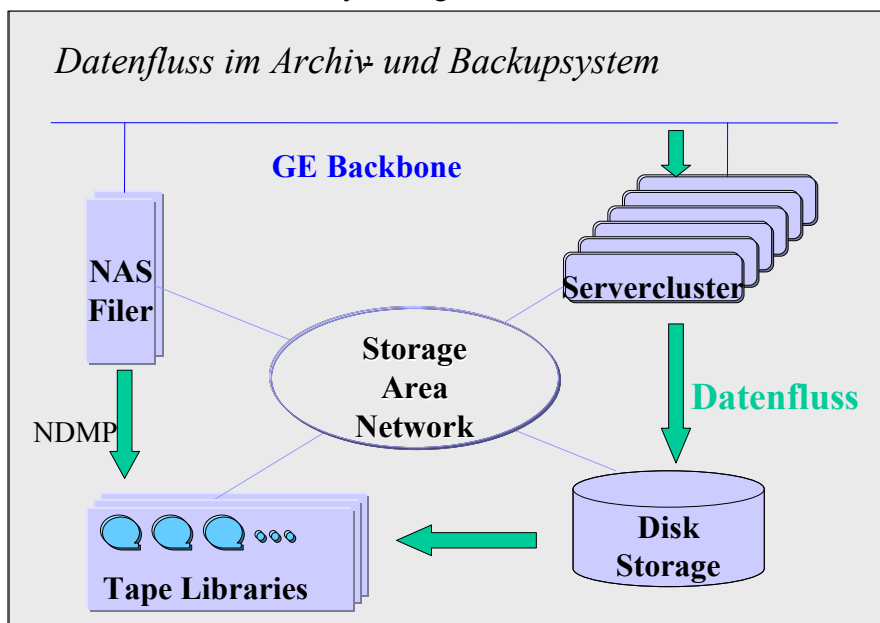 Datenfluss im Archiv- und Backupsystem
GE Backbone
NAS
Filer
Servercluster
Storage
Area
Network
Datenfluss
NDMP
Disk
Storage
Tape Libraries